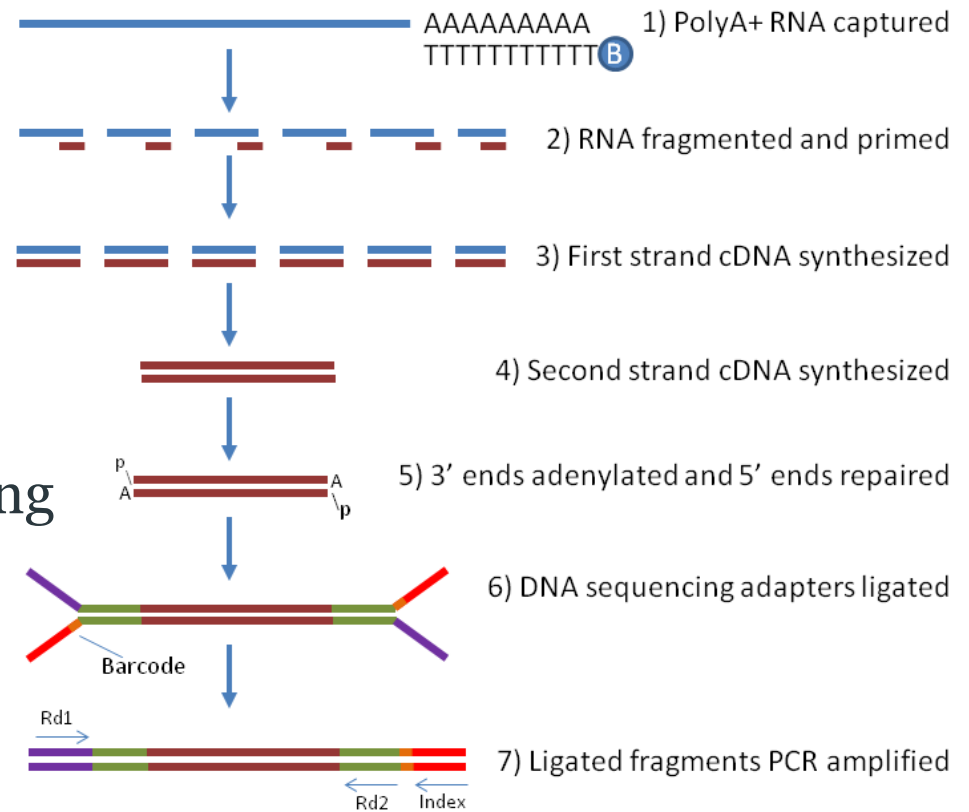 AAAAAAAAA
1) PolyA+ RNA captured
TTTTTTTTTTT B
2) RNA fragmented and primed
3) First strand cDNA synthesized
4) Second strand cDNA synthesized
p
5) 3’ ends adenylated and 5’ ends repaired
A
A
ng
p
6) DNA sequencing adapters ligated
Barcode
Rd1
7) Ligated fragments PCR amplified
Rd2
Index